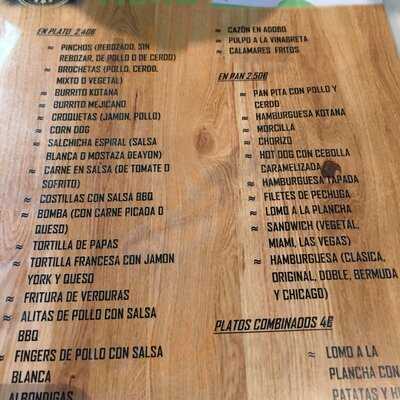 EN PLATO 2.40€
≈ PINCHOS (REBOZADO, SIN
REBOZAR, DE POLLO O DE CERDO)
≈ BROCHETAS (POLLO, CERDO,
MIXTO O VEGETAL)
≈ BURRITO KOTANA
≈ BURRITO MEJICANO
≈ CROQUETAS (JAMON, POLLO)
≈ CORN DOG
≈ SALCHICHA ESPIRAL (SALSA
BLANCA O MOSTAZA DEAYON)
≈ CARNE EN SALSA (DE TOMATE O
SOFRITO)
≈ COSTILLAS CON SALSA BBQ
≈ BOMBA (CON CARNE PICADA O
QUESO)
≈ TORTILLA DE PAPAS
≈ TORTILLA FRANCESA CON JAMON
YORK Y QUESO
≈ FRITURA DE VERDURAS
≈ ALITAS DE POLLO CON SALSA
BBQ
≈ FINGERS DE POLLO CON SALSA
BLANCA
ALBONDIGAS
≈ CAZÓN EN ADOBO
≈ PULPO A LA VINAGRETA
≈ CALAMARES FRITOS
EN PAN 2.50€
≈ PAN PITA CON POLLO Y
CERDO
≈ HAMBURGUESA KOTANA
≈ MORCILLA
≈ CHORIZO
≈ HOT DOG CON CEBOLLA
CARAMELIZADA
≈ HAMBURGUESA TAPADA
≈ FILETES DE PECHUGA
≈ LOMO A LA PLANCHA
≈ SANDWICH (VEGETAL,
MIAMI, LAS VEGAS)
≈ HAMBURGUESA (CLASICA,
ORIGINAL, DOBLE, BERMUDA
Y CHICAGO)
PLATOS COMBINADOS 4€
≈ LOMO A LA
PLANCHA CON
PATATAS Y